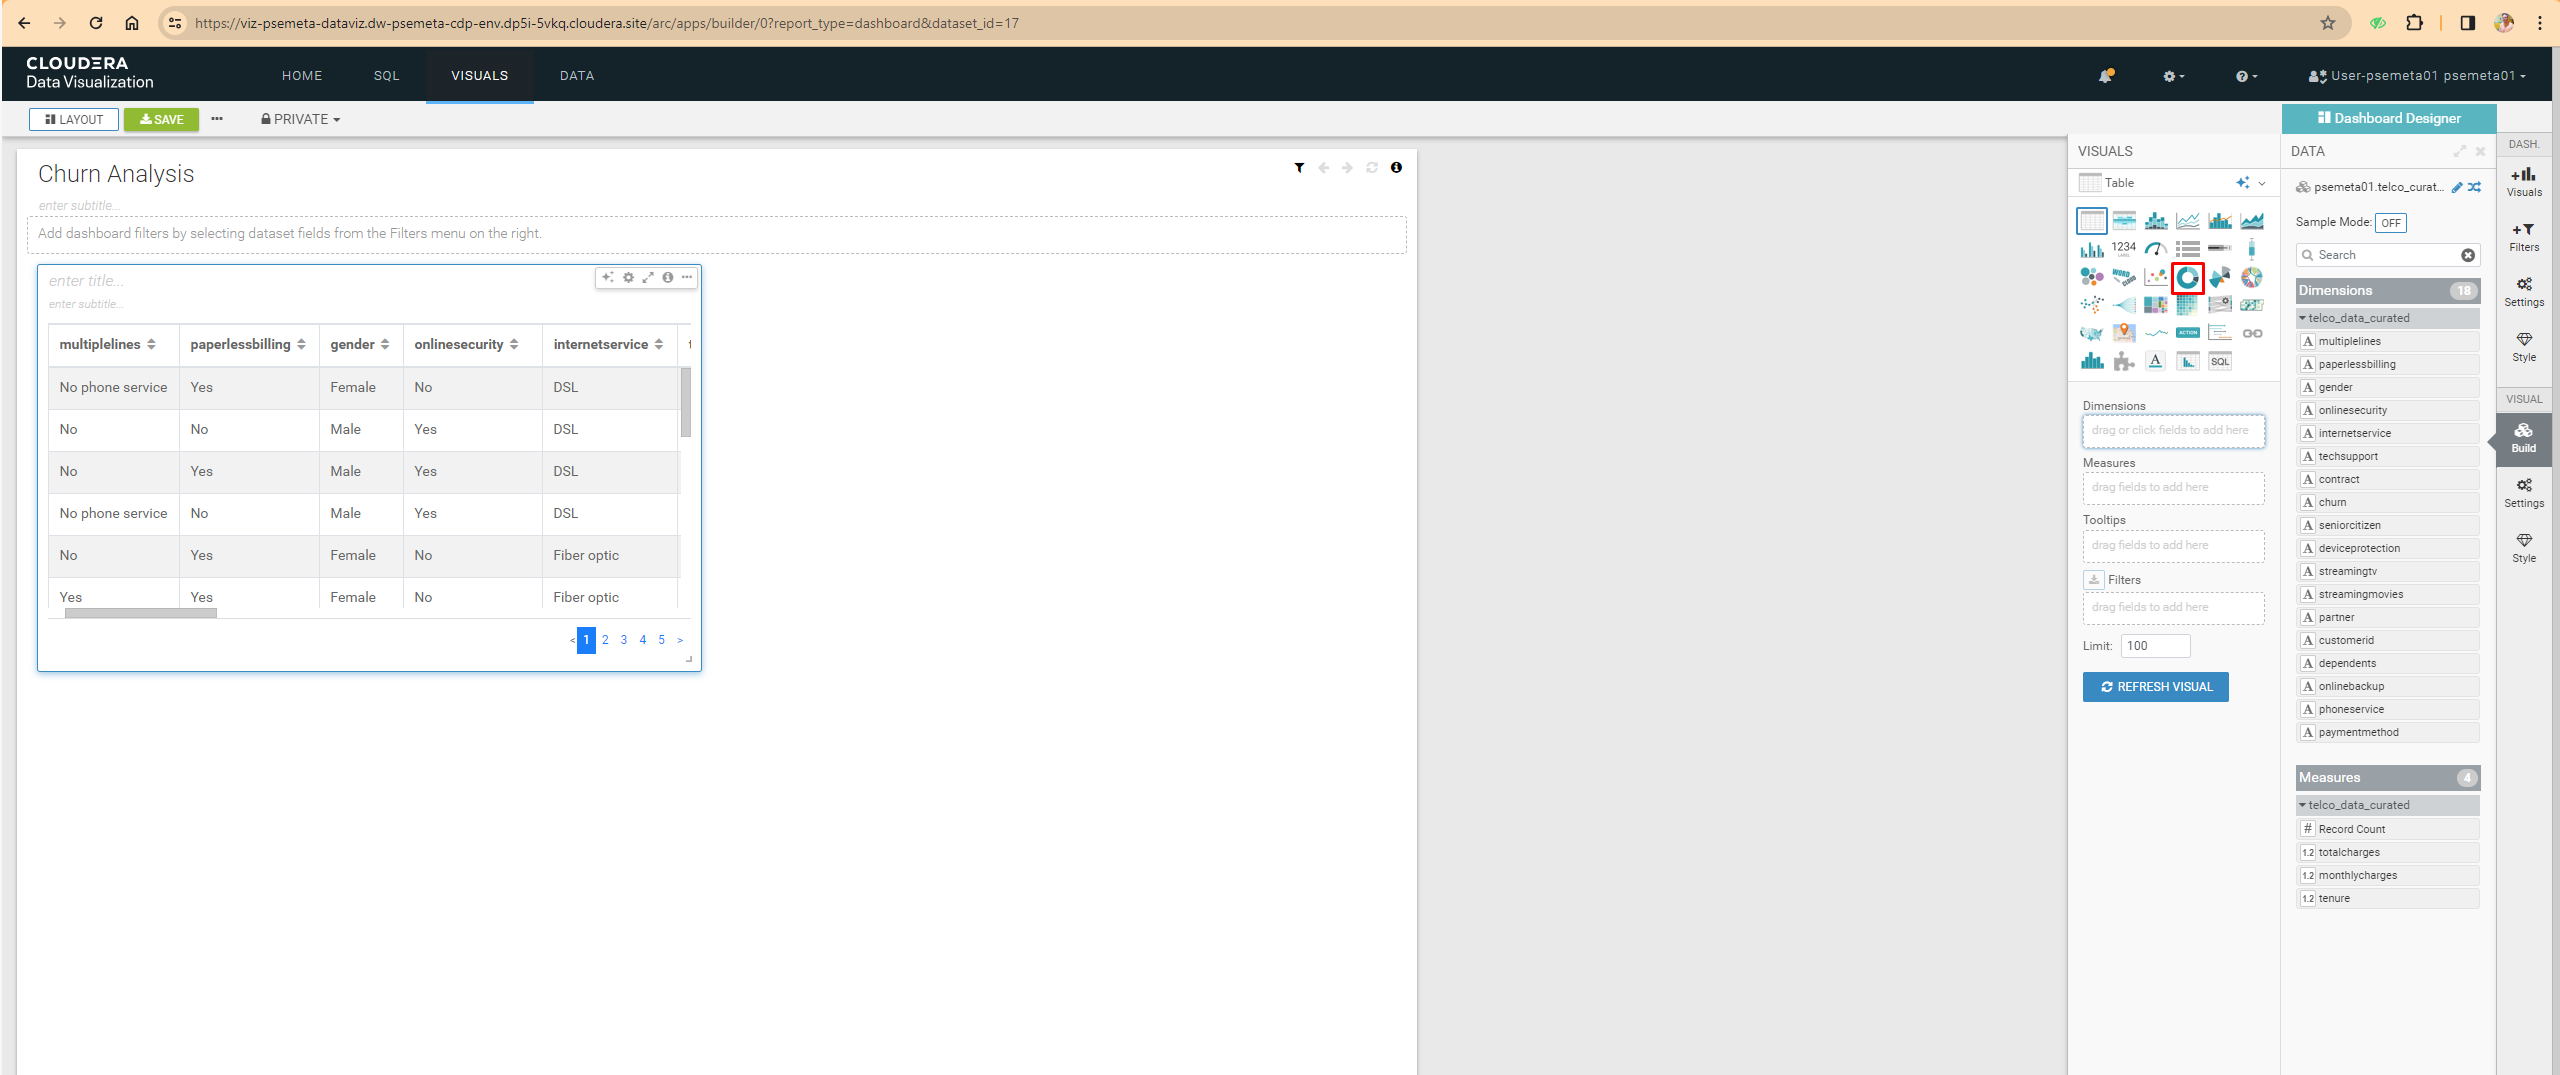 https://viz-psemeta-dataviz.dw-psemeta-cdp-env.dp5i-5vkq.cloudera.site/arc/apps/builder/0?report_type=dashboard&dataset_id=17
CLOUDERA
Data Visualization
HOME SQL VISUALS DATA
User-psemeta01 psemeta01
LAYOUT SAVE PRIVATE
Dashboard Designer
Churn Analysis
enter subtitle...
Add dashboard filters by selecting dataset fields from the Filters menu on the right.
enter title...
enter subtitle...
multiplelines paperlessbilling gender onlinesecurity internetservice
No phone service Yes Female No DSL
No No Male Yes DSL
No Yes Male Yes DSL
No phone service No Male Yes DSL
No Yes Female No Fiber optic
Yes Yes Female No Fiber optic
< 1 2 3 4 5 >
VISUALS
Table
1234
LABEL
WORD
CLOUD
ACTION
A
SQL
Dimensions
drag or click fields to add here
Measures
drag fields to add here
Tooltips
drag fields to add here
Filters
drag fields to add here
Limit: 100
REFRESH VISUAL
DATA
psemeta01.telco_curat...
Sample Mode: OFF
Search
Dimensions 18
telco_data_curated
A multiplelines
A paperlessbilling
A gender
A onlinesecurity
A internetservice
A techsupport
A contract
A churn
A seniorcitizen
A deviceprotection
A streamingtv
A streamingmovies
A partner
A customerid
A dependents
A onlinebackup
A phoneservice
A paymentmethod
Measures 4
telco_data_curated
# Record Count
1.2 totalcharges
1.2 monthlycharges
1.2 tenure
DASH.
Visuals
Filters
Settings
Style
VISUAL
Build
Settings
Style